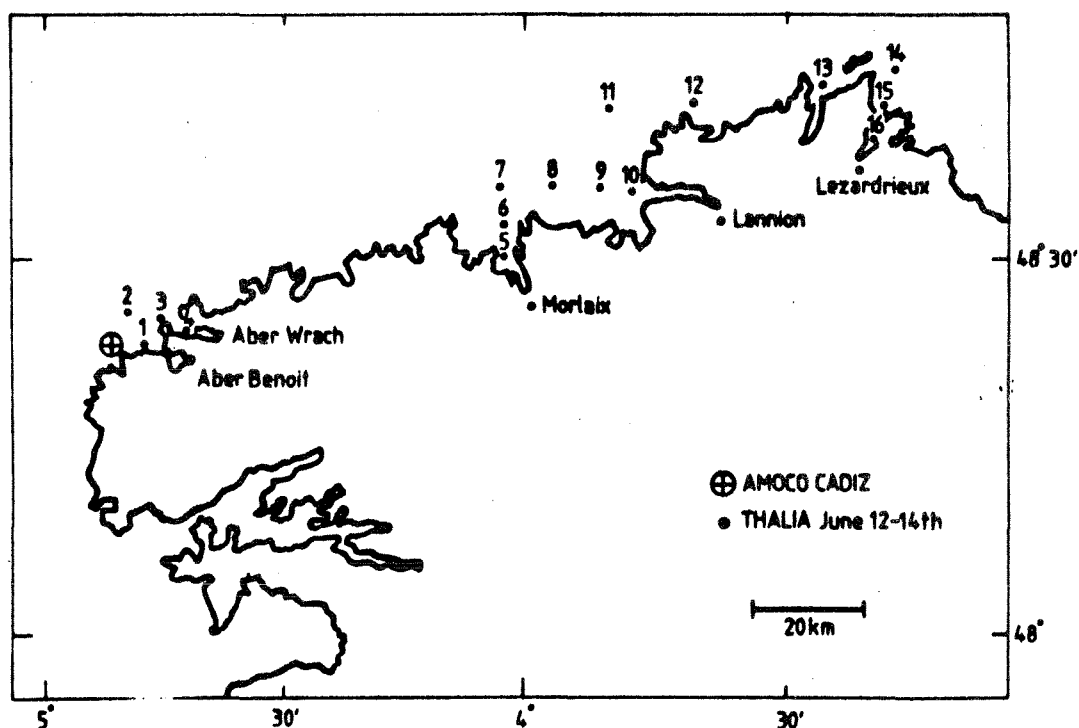 14
13
15
11
12
16
7
8
9
10
Lezardrieux
6
Lannion
5
48° 30'
2
3
Morlaix
4
1
Aber Wrach
Aber Benoit
AMOCO CADIZ
THALIA June 12-14th
20km
48°
5°
30'
4°
30'